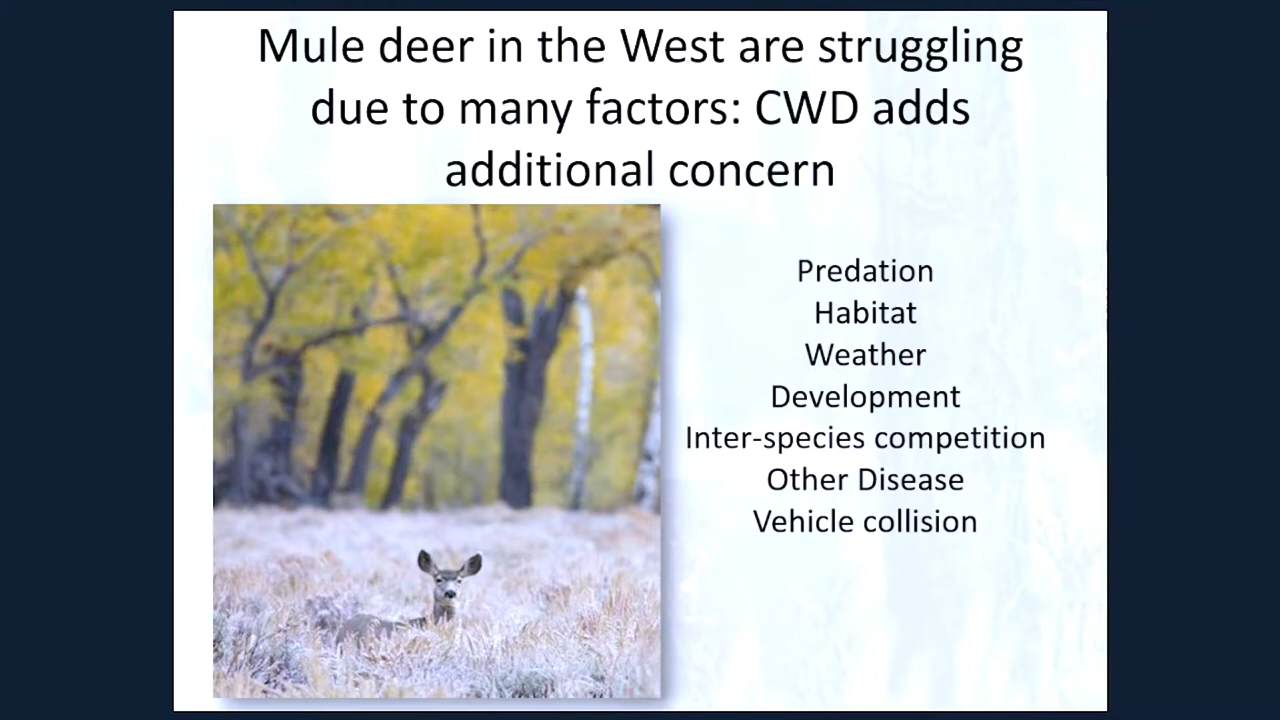 Mule deer in the West are struggling
due to many factors: CWD adds
additional concern
Predation
Habitat
Weather
Development
Inter-species competition
Other Disease
Vehicle collision